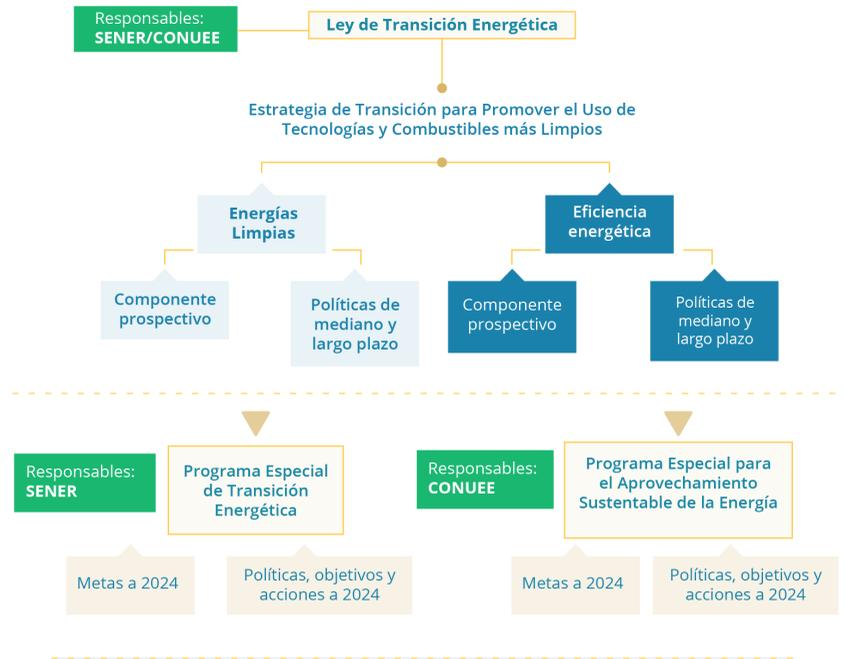 Responsables:
SENER/CONUEE
Ley de Transición Energética
Estrategia de Transición para Promover el Uso de
Tecnologías y Combustibles más Limpios
Energías
Limpias
Eficiencia
energética
Componente
prospectivo
Políticas de
mediano y
largo plazo
Componente
prospectivo
Políticas de
mediano y
largo plazo
Responsables:
SENER
Programa Especial
de Transición
Energética
Responsables:
CONUEE
Programa Especial para
el Aprovechamiento
Sustentable de la Energía
Metas a 2024
Políticas, objetivos y
acciones a 2024
Metas a 2024
Políticas, objetivos y
acciones a 2024